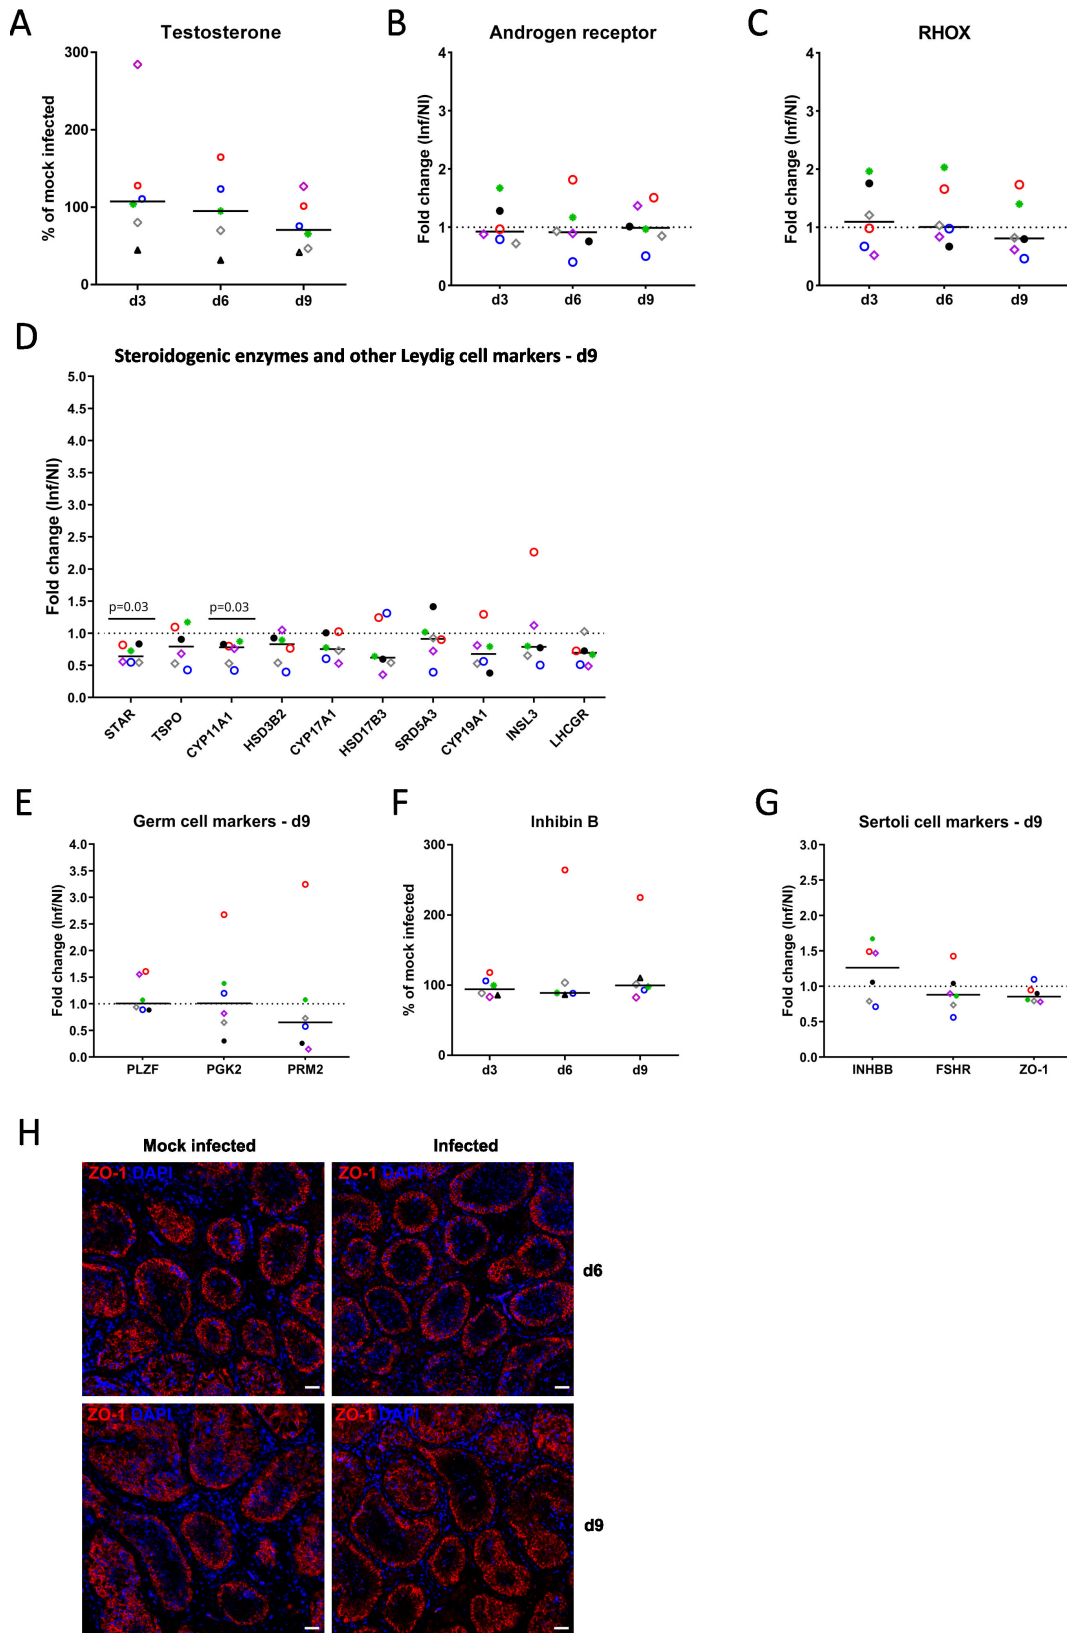 A
Testosterone
% of mock infected
300
200
100
0
d3 d6 d9
B
Androgen receptor
Fold change (Inf/NI)
4
3
2
1
0
d3 d6 d9
C
RHOX
Fold change (Inf/NI)
4
3
2
1
0
d3 d6 d9
D
Steroidogenic enzymes and other Leydig cell markers - d9
Fold change (Inf/NI)
5.0
4.5
4.0
3.5
3.0
2.5
2.0
1.5
1.0
0.5
0.0
p=0.03 p=0.03
STAR TSPO CYP11A1 HSD3B2 CYP17A1 HSD17B3 SRD5A3 CYP19A1 INSL3 LHCGR
E
Germ cell markers - d9
Fold change (Inf/NI)
4.0
3.5
3.0
2.5
2.0
1.5
1.0
0.5
0.0
PLZF PGK2 PRM2
F
Inhibin B
% of mock infected
300
200
100
0
d3 d6 d9
G
Sertoli cell markers - d9
Fold change (Inf/NI)
3.0
2.5
2.0
1.5
1.0
0.5
0.0
INHBB FSHR ZO-1
H
Mock infected Infected
ZO-1 DAPI ZO-1 DAPI
d6
ZO-1 DAPI ZO-1 DAPI
d9